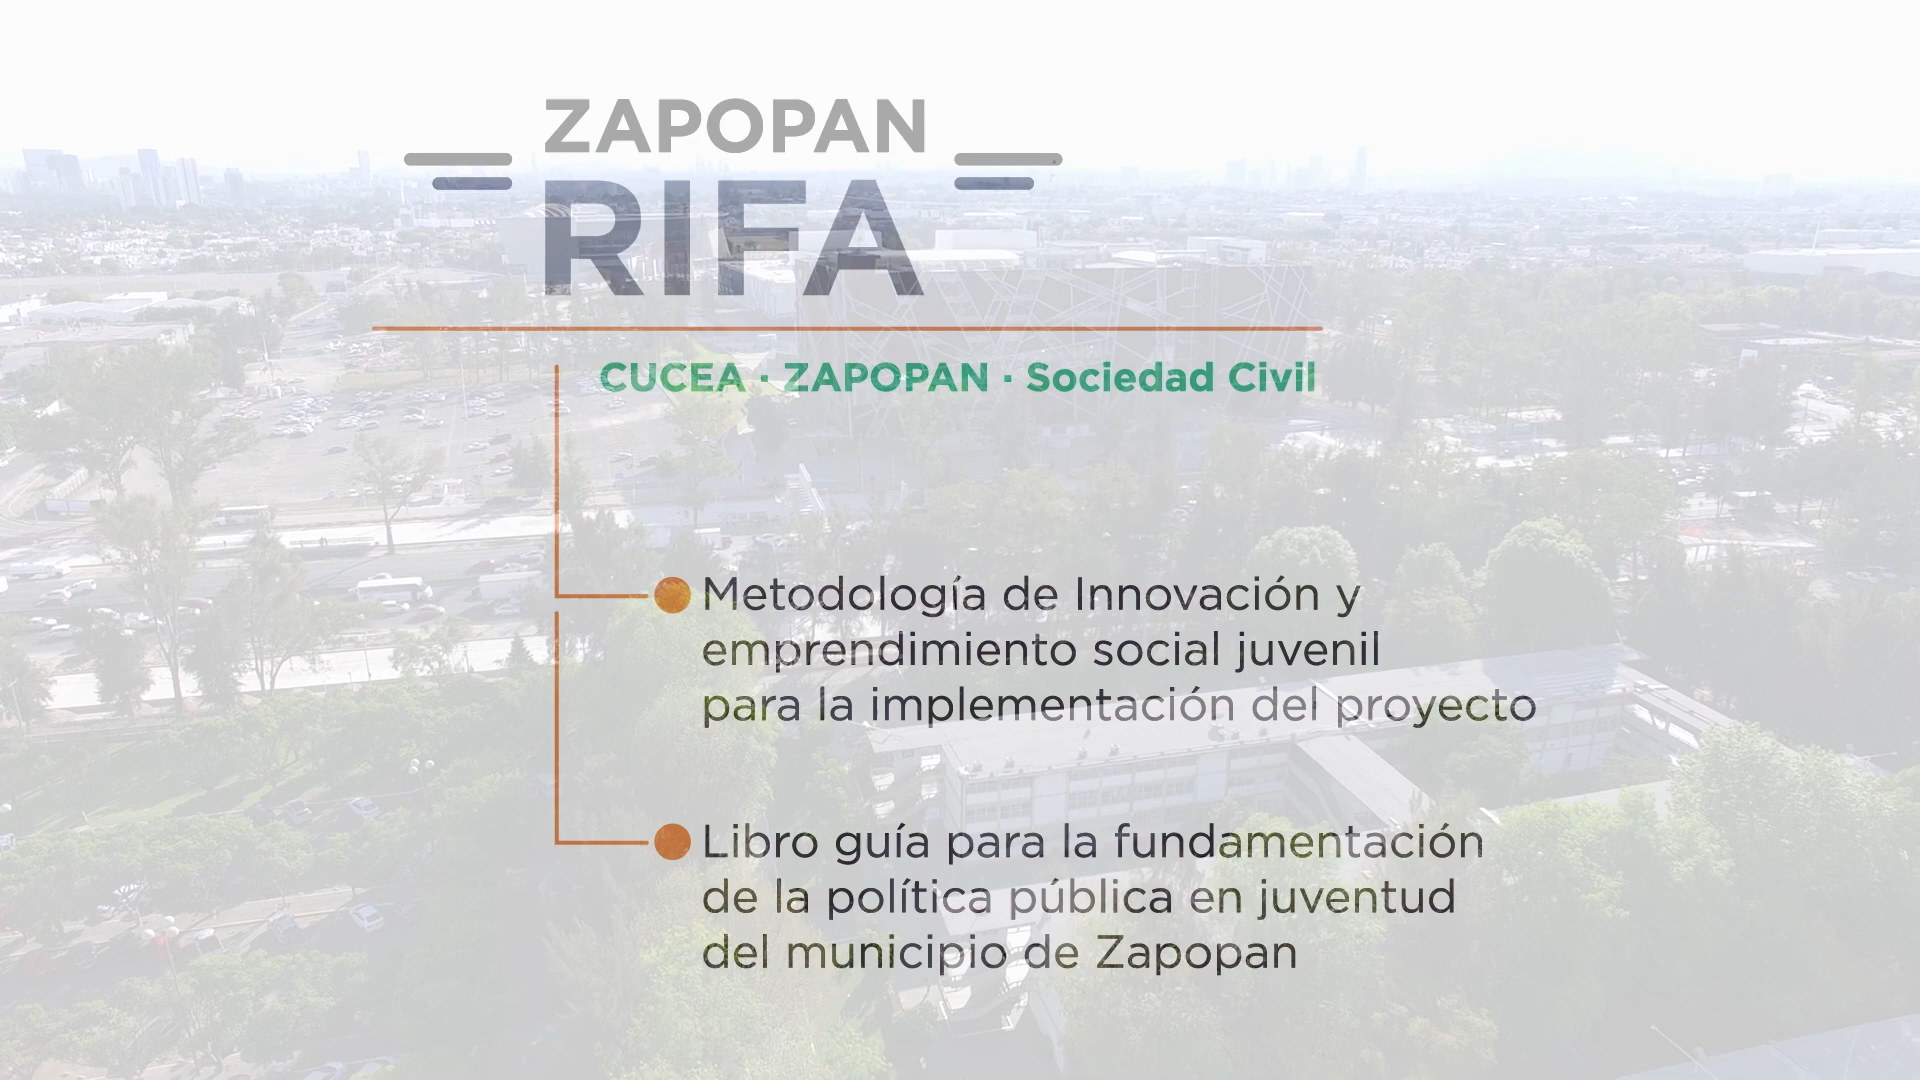 ZAPOPAN
RIFA
CUCEA · ZAPOPAN · Sociedad Civil
Metodología de Innovación y
emprendimiento social juvenil
para la implementación del proyecto
Libro guía para la fundamentación
de la política pública en juventud
del municipio de Zapopan